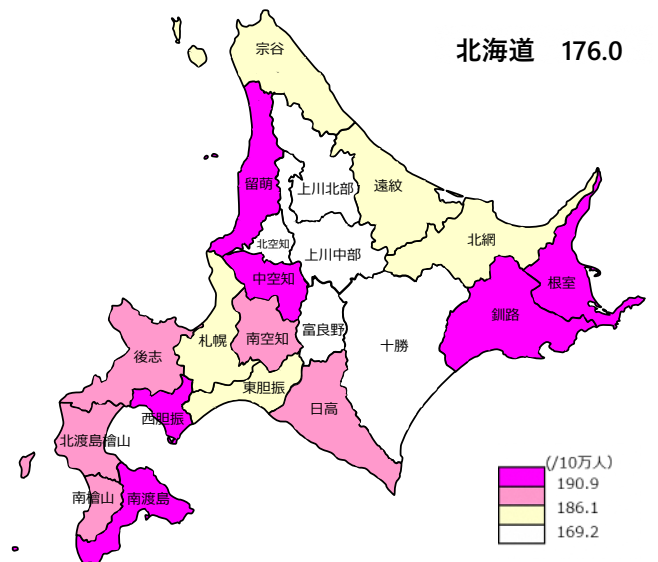 北海道　176.0
宗谷
留萌
上川北部
遠紋
北空知
上川中部
北網
中空知
根室
釧路
札幌
南空知
富良野
十勝
後志
東胆振
日高
西胆振
北渡島檜山
南檜山
南渡島
(/10万人)
190.9
186.1
169.2